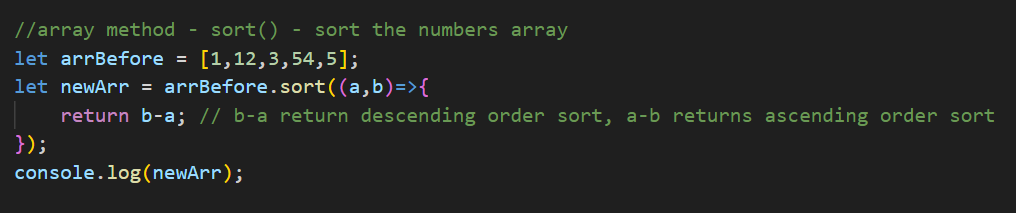 //array method - sort() - sort the numbers array
let arrBefore = [1,12,3,54,5];
let newArr = arrBefore.sort((a,b)=>{
    return b-a; // b-a return descending order sort, a-b returns ascending order sort
});
console.log(newArr);